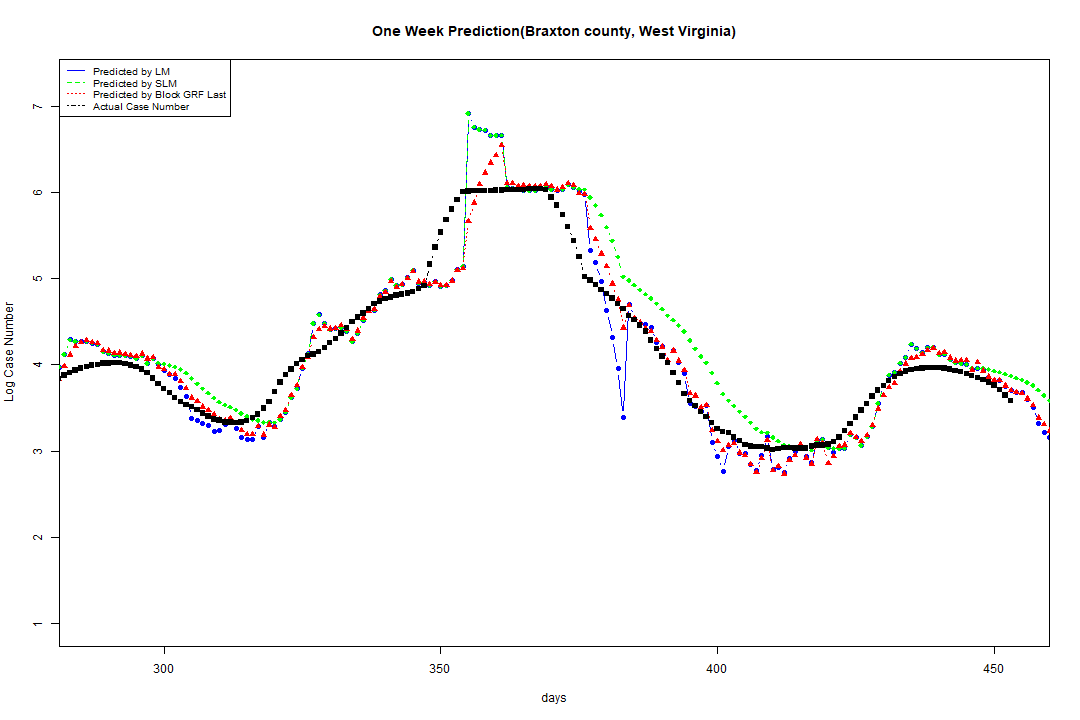 One Week Prediction(Braxton county, West Virginia)
Predicted by LM
Predicted by SLM
Predicted by Block GRF Last
Actual Case Number
7
6
5
4
3
2
1
Log Case Number
300
350
400
450
days